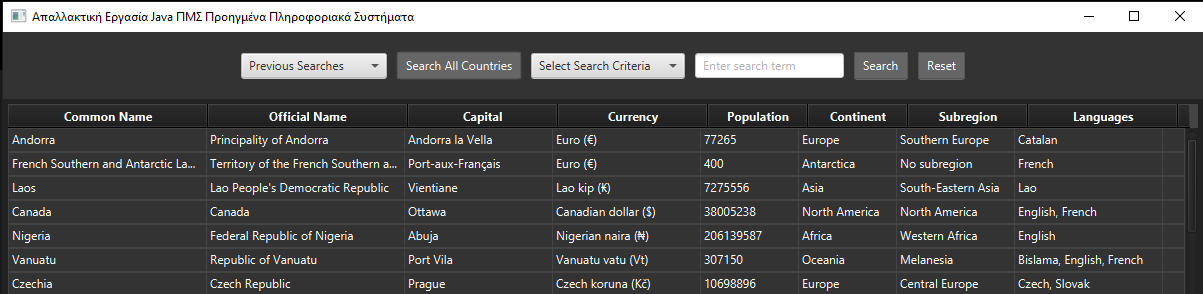 Απαλλακτική Εργασία Java ΠΜΣ Προηγμένα Πληροφοριακά Συστήματα
Previous Searches Search All Countries Select Search Criteria Enter search term Search Reset
Common Name Official Name Capital Currency Population Continent Subregion Languages
Andorra Principality of Andorra Andorra la Vella Euro (€) 77265 Europe Southern Europe Catalan
French Southern and Antarctic La... Territory of the French Southern a... Port-aux-Français Euro (€) 400 Antarctica No subregion French
Laos Lao People's Democratic Republic Vientiane Lao kip (₭) 7275556 Asia South-Eastern Asia Lao
Canada Canada Ottawa Canadian dollar ($) 38005238 North America North America English, French
Nigeria Federal Republic of Nigeria Abuja Nigerian naira (₦) 206139587 Africa Western Africa English
Vanuatu Republic of Vanuatu Port Vila Vanuatu vatu (Vt) 307150 Oceania Melanesia Bislama, English, French
Czechia Czech Republic Prague Czech koruna (Kč) 10698896 Europe Central Europe Czech, Slovak